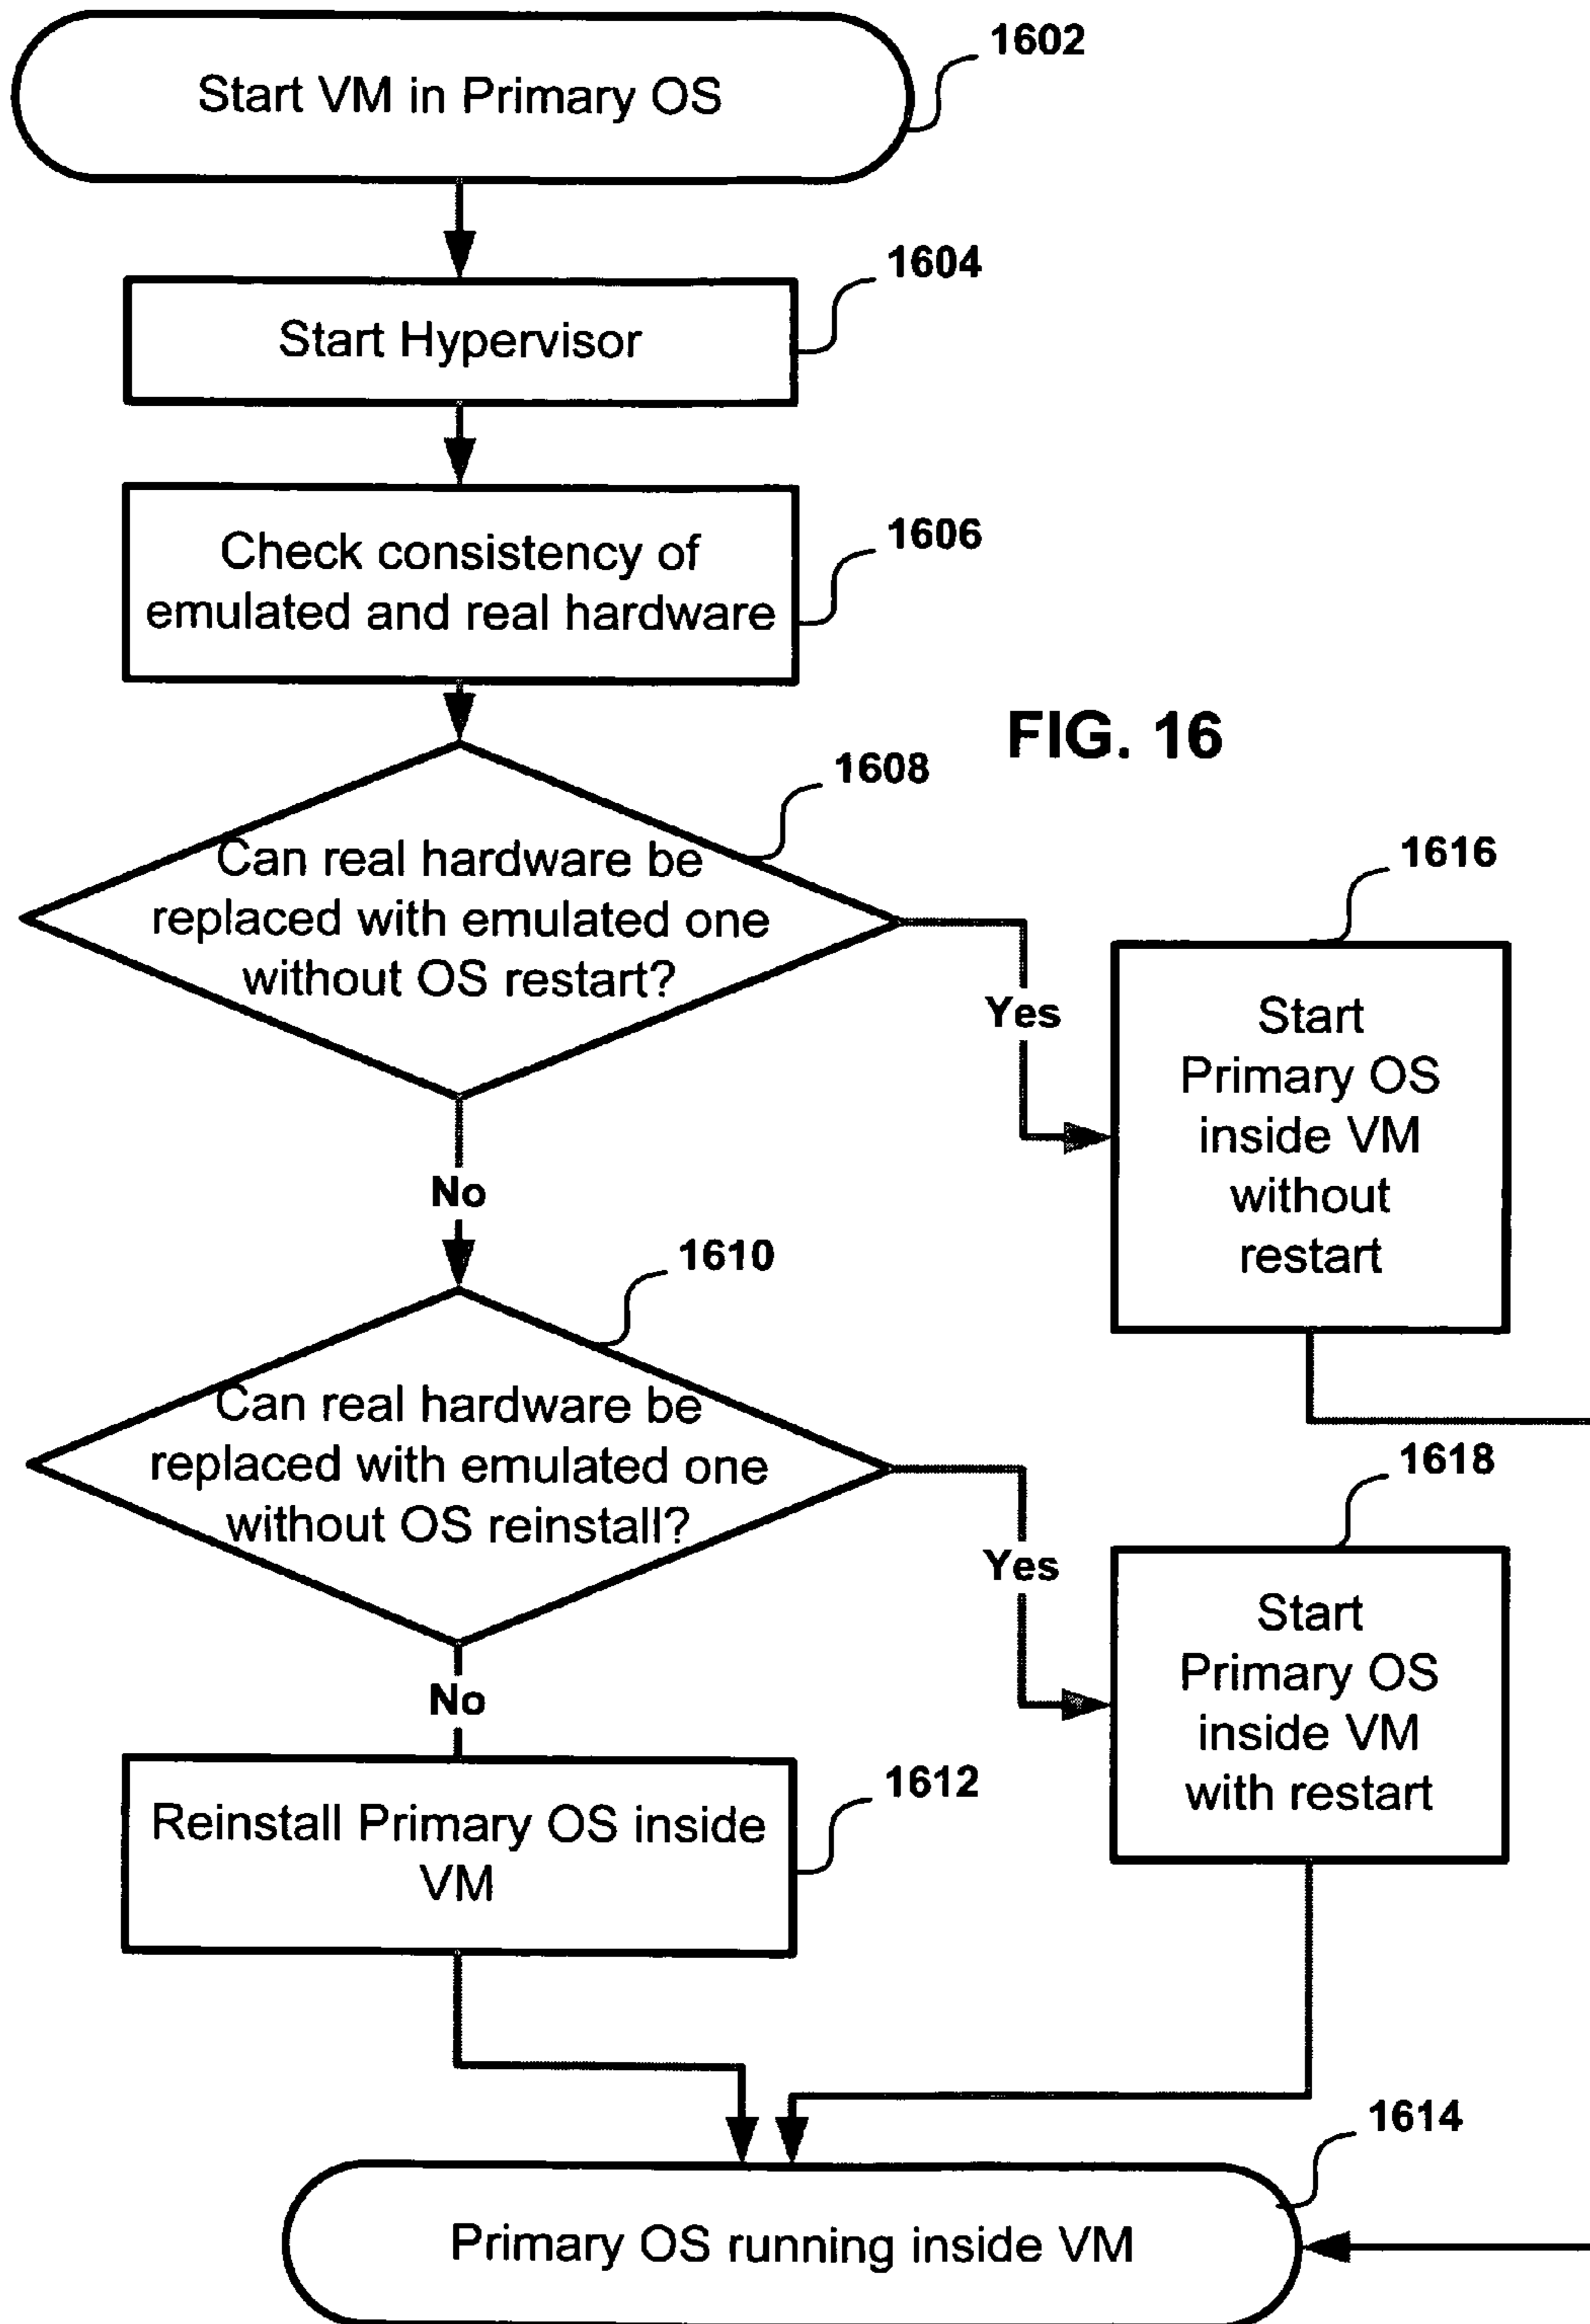 1602
Start VM in Primary OS
1604
Start Hypervisor
1606
Check consistency of
emulated and real hardware
FIG. 16
1608
Can real hardware be
replaced with emulated one
without OS restart?
Yes
1616
Start
Primary OS
inside VM
without
restart
No
1610
Can real hardware be
replaced with emulated one
without OS reinstall?
Yes
1618
Start
Primary OS
inside VM
with restart
No
1612
Reinstall Primary OS inside
VM
1614
Primary OS running inside VM